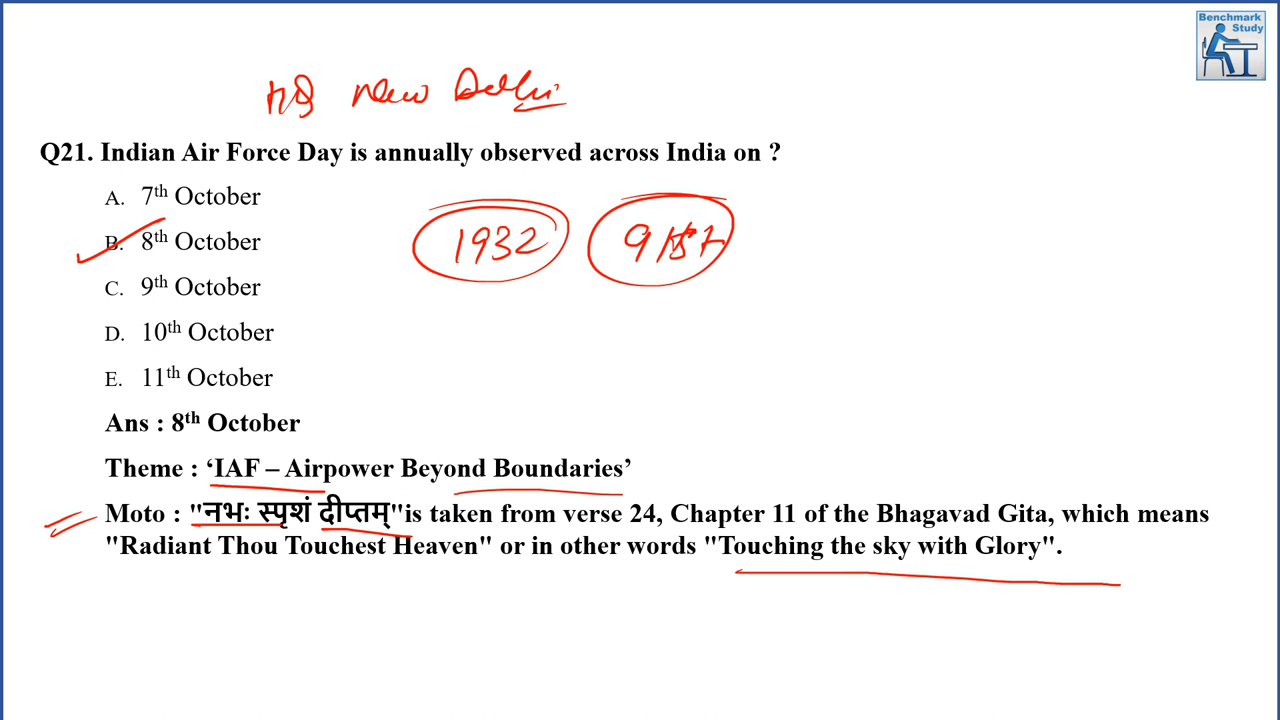 Benchmark
Study
HQ New Delhi
Q21. Indian Air Force Day is annually observed across India on ?
A. 7th October
B. 8th October
1932 91st
C. 9th October
D. 10th October
E. 11th October
Ans : 8th October
Theme : ‘IAF – Airpower Beyond Boundaries’
Moto : "नभः स्पृशं दीप्तम्"is taken from verse 24, Chapter 11 of the Bhagavad Gita, which means
"Radiant Thou Touchest Heaven" or in other words "Touching the sky with Glory".